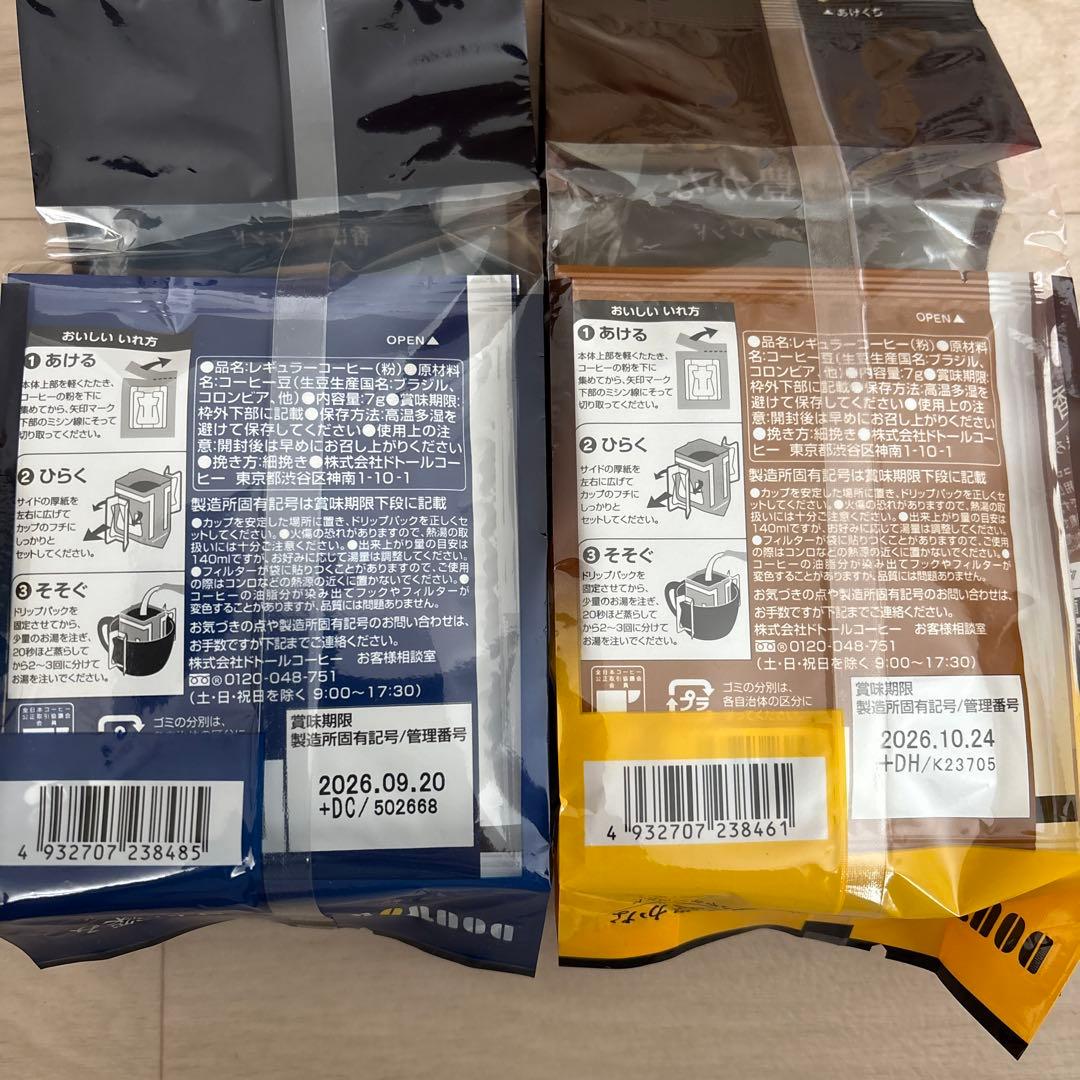 おいしい いれ方
1 あける
本体上部を軽くたたき、
コーヒーの粉を下に
集めてから、矢印マーク
下部のミシン線にそって
切り取ってください。
2 ひらく
サイドの厚紙を
左右に広げて
カップのフチに
しっかりと
セットしてください。
3 そそぐ
ドリップバックを
固定させてから、
少量のお湯を注ぎ、
20秒ほど蒸らして
から2〜3回に分けて
お湯を注いでください。
OPEN▲
●品名:レギュラーコーヒー(粉)●原材料
名:コーヒー豆(生豆生産国名:ブラジル、
コロンビア、他)●内容量:7g●賞味期限:
枠外下部に記載●保存方法:高温多湿を
避けて保存してください●使用上の注
意:開封後は早めにお召し上がりください
●挽き方:細挽き●株式会社ドトールコー
ヒー 東京都渋谷区神南1-10-1
製造所固有記号は賞味期限下段に記載
●カップを安定した場所に置き、ドリップバックを正しくセ
ットしてください。●火傷の恐れがありますので、熱湯の取
扱いには十分ご注意ください。●出来上がり量の目安は
140mlですが、お好みに応じて湯量は調整してください。
●フィルターが袋に貼りつくことがありますので、ご使用
の際はコンロなどの熱源の近くに置かないでください。●
コーヒーの油脂分が染み出てフックやフィルターが
変色することがありますが、品質には問題ありません。
お気づきの点や製造所固有記号のお問い合わせは、
お手数ですが下記までご連絡ください。
株式会社ドトールコーヒー お客様相談室
0120-048-751
(土・日・祝日を除く 9:00〜17:30)
全日本コーヒー
公正取引協議会
会員
ゴミの分別は、
賞味期限
製造所固有記号/管理番号
2026.09.20
+DC/502668
4 932707 238485
▲あけくち
おいしい いれ方
1 あける
本体上部を軽くたたき、
コーヒーの粉を下に
集めてから、矢印マーク
下部のミシン線にそって
切り取ってください。
2 ひらく
サイドの厚紙を
左右に広げて
カップのフチに
しっかりと
セットしてください。
3 そそぐ
ドリップバックを
固定させてから、
少量のお湯を注ぎ、
20秒ほど蒸らして
から2〜3回に分けて
お湯を注いでください。
OPEN▲
●品名:レギュラーコーヒー(粉)●原材料
名:コーヒー豆(生豆生産国名:ブラジル、
コロンビア、他)●内容量:7g●賞味期限:
枠外下部に記載●保存方法:高温多湿を
避けて保存してください●使用上の注
意:開封後は早めにお召し上がりください
●挽き方:細挽き●株式会社ドトールコー
ヒー 東京都渋谷区神南1-10-1
製造所固有記号は賞味期限下段に記載
●カップを安定した場所に置き、ドリップバックを正しくセ
ットしてください。●火傷の恐れがありますので、熱湯の取
扱いには十分ご注意ください。●出来上がり量の目安は
140mlですが、お好みに応じて湯量は調整してください。
●フィルターが袋に貼りつくことがありますので、ご使用
の際はコンロなどの熱源の近くに置かないでください。●
コーヒーの油脂分が染み出てフックやフィルターが
変色することがありますが、品質には問題ありません。
お気づきの点や製造所固有記号のお問い合わせは、
お手数ですが下記までご連絡ください。
株式会社ドトールコーヒー お客様相談室
0120-048-751
(土・日・祝日を除く 9:00〜17:30)
全日本コーヒー
公正取引協議会
会員
プラ
ゴミの分別は、
各自治体の区分に
賞味期限
製造所固有記号/管理番号
2026.10.24
+DH/K23705
4 932707 238461